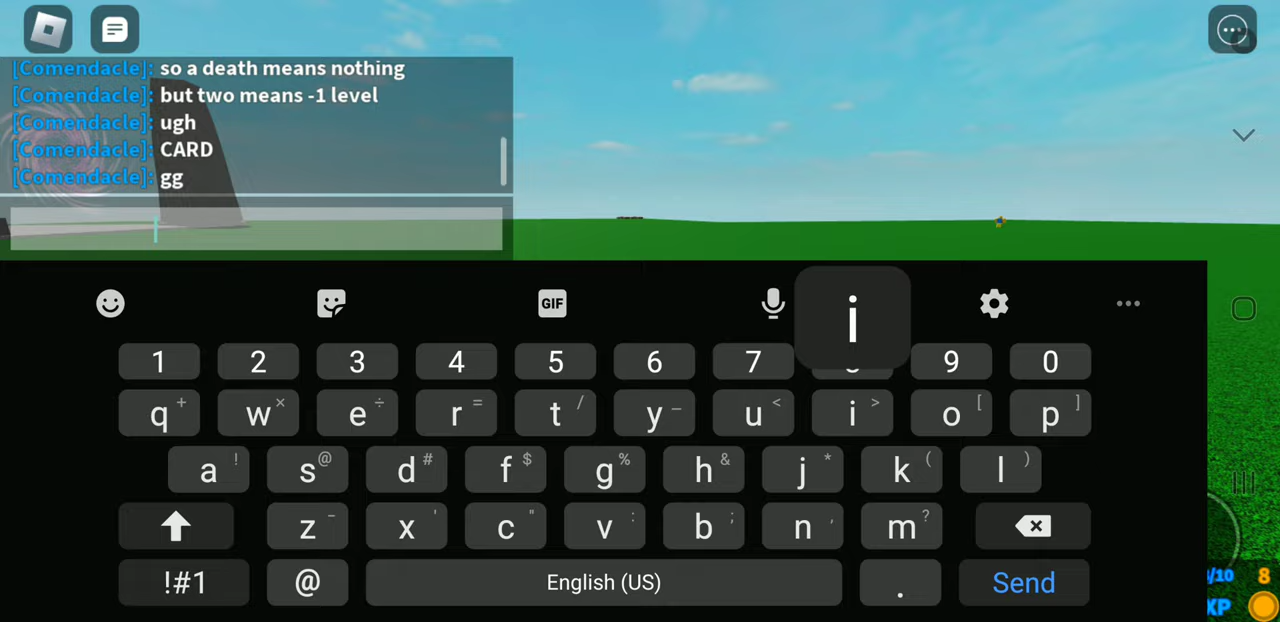 [Comendacle]: so a death means nothing
[Comendacle]: but two means -1 level
[Comendacle]: ugh
[Comendacle]: CARD
[Comendacle]: gg
GIF
i
1 2 3 4 5 6 7 9 0
q + w × e ÷ r = t / y - u < i > o [ p ]
a ! s @ d # f $ g % h & j * k ( l )
z - x ' c " v : b ; n , m ?
!#1 @ English (US) . Send
/10 8
XP